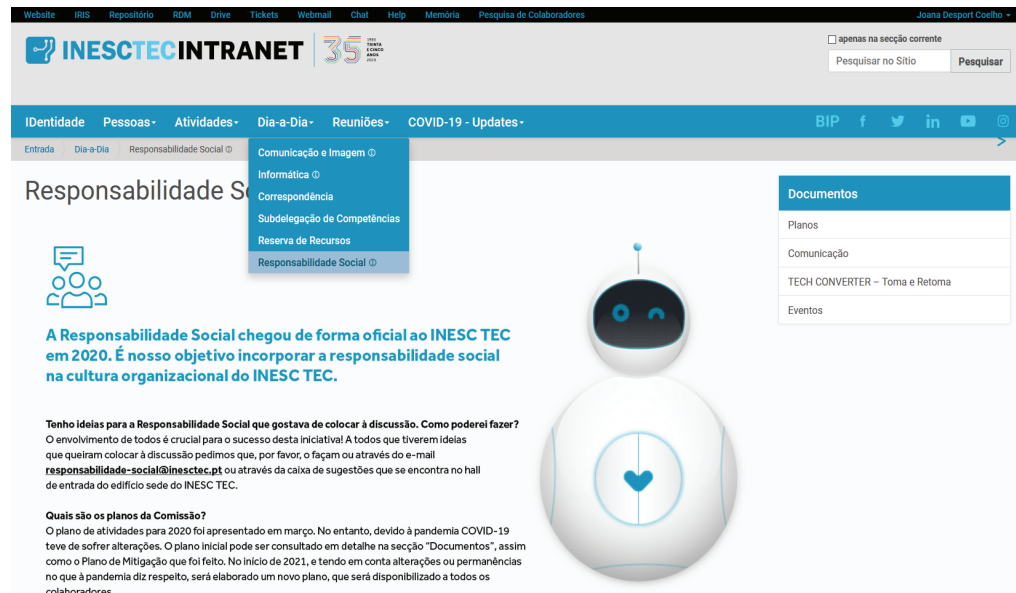 Website IRIS Repositório RDM Drive Tickets Webmail Chat Help Memória Pesquisa de Colaboradores Joana Desport Coelho
INESCTECINTRANET
35
1985
TRINTA
E CINCO
ANOS
2020
apenas na secção corrente
Pesquisar no Sítio Pesquisar
IDentidade Pessoas Atividades Dia-a-Dia Reuniões COVID-19 - Updates BIP
Entrada Dia-a-Dia Responsabilidade Social
Comunicação e Imagem
Informática
Correspondência
Subdelegação de Competências
Reserva de Recursos
Responsabilidade Social
Responsabilidade So
Documentos
Planos
Comunicação
TECH CONVERTER – Toma e Retoma
Eventos
A Responsabilidade Social chegou de forma oficial ao INESC TEC
em 2020. É nosso objetivo incorporar a responsabilidade social
na cultura organizacional do INESC TEC.
Tenho ideias para a Responsabilidade Social que gostava de colocar à discussão. Como poderei fazer?
O envolvimento de todos é crucial para o sucesso desta iniciativa! A todos que tiverem ideias
que queiram colocar à discussão pedimos que, por favor, o façam ou através do e-mail
responsabilidade-social@inesctec.pt ou através da caixa de sugestões que se encontra no hall
de entrada do edifício sede do INESC TEC.
Quais são os planos da Comissão?
O plano de atividades para 2020 foi apresentado em março. No entanto, devido à pandemia COVID-19
teve de sofrer alterações. O plano inicial pode ser consultado em detalhe na secção "Documentos", assim
como o Plano de Mitigação que foi feito. No início de 2021, e tendo em conta alterações ou permanências
no que à pandemia diz respeito, será elaborado um novo plano, que será disponibilizado a todos os
colaboradores.